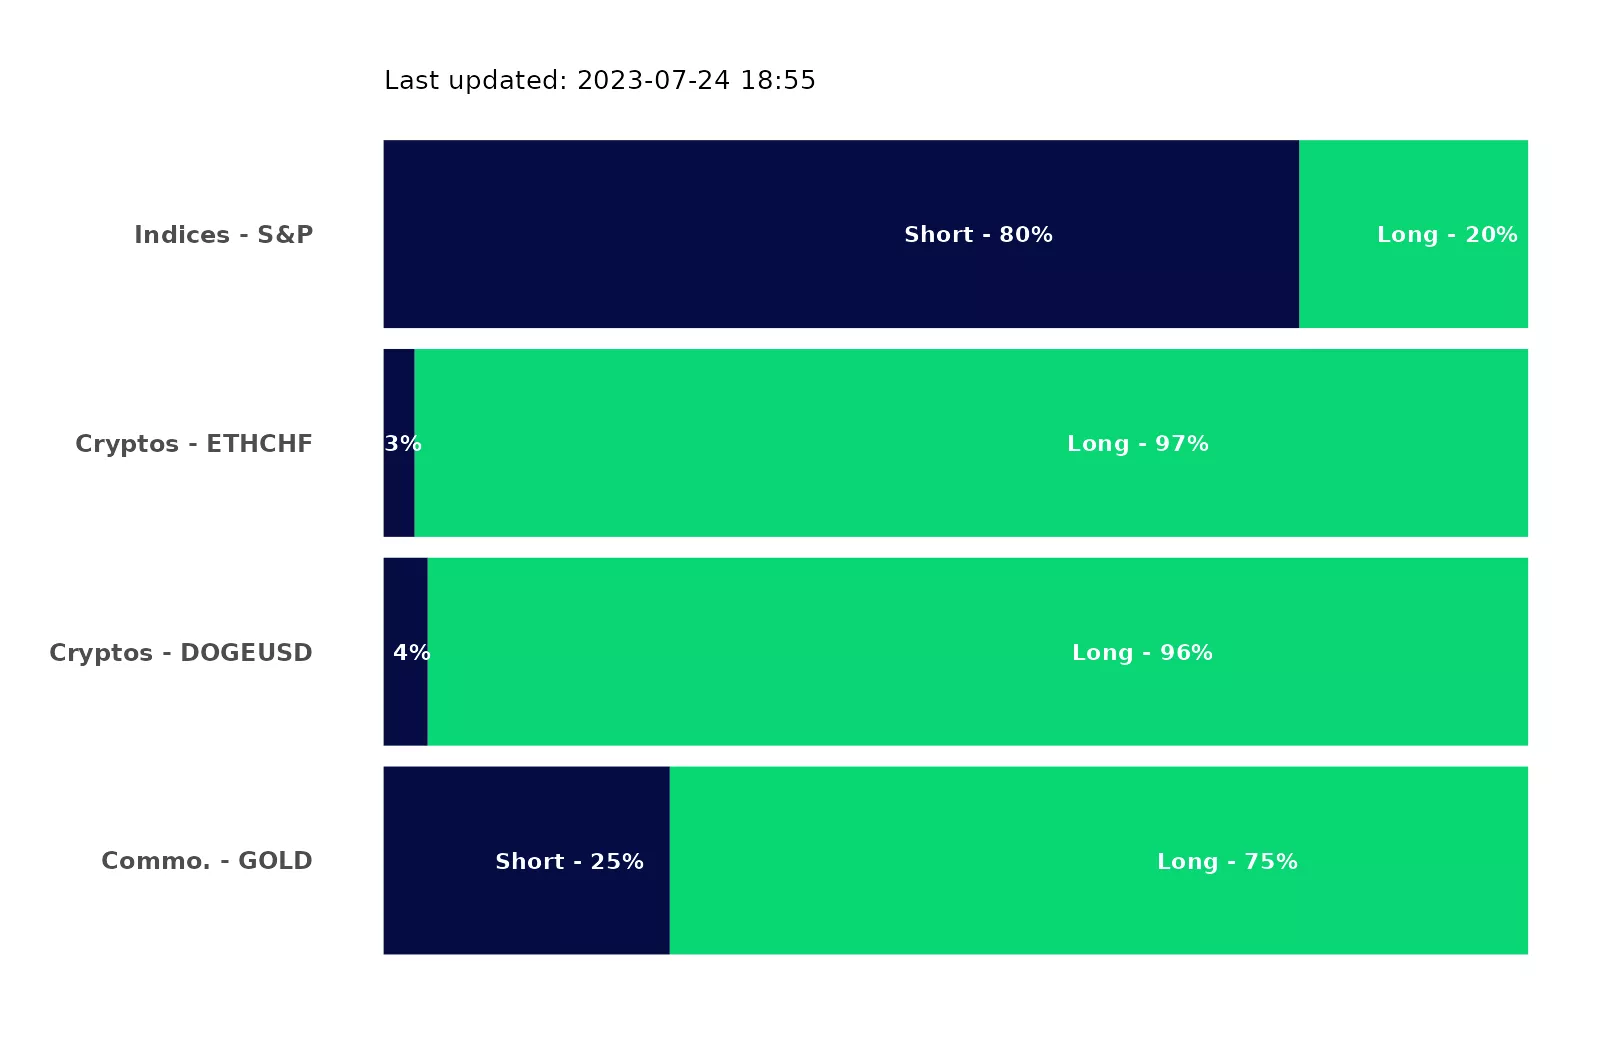 Last updated: 2023-07-24 18:55
Indices - S&P
Short - 80%
Long - 20%
Cryptos - ETHCHF
3%
Long - 97%
Cryptos - DOGEUSD
4%
Long - 96%
Commo. - GOLD
Short - 25%
Long - 75%